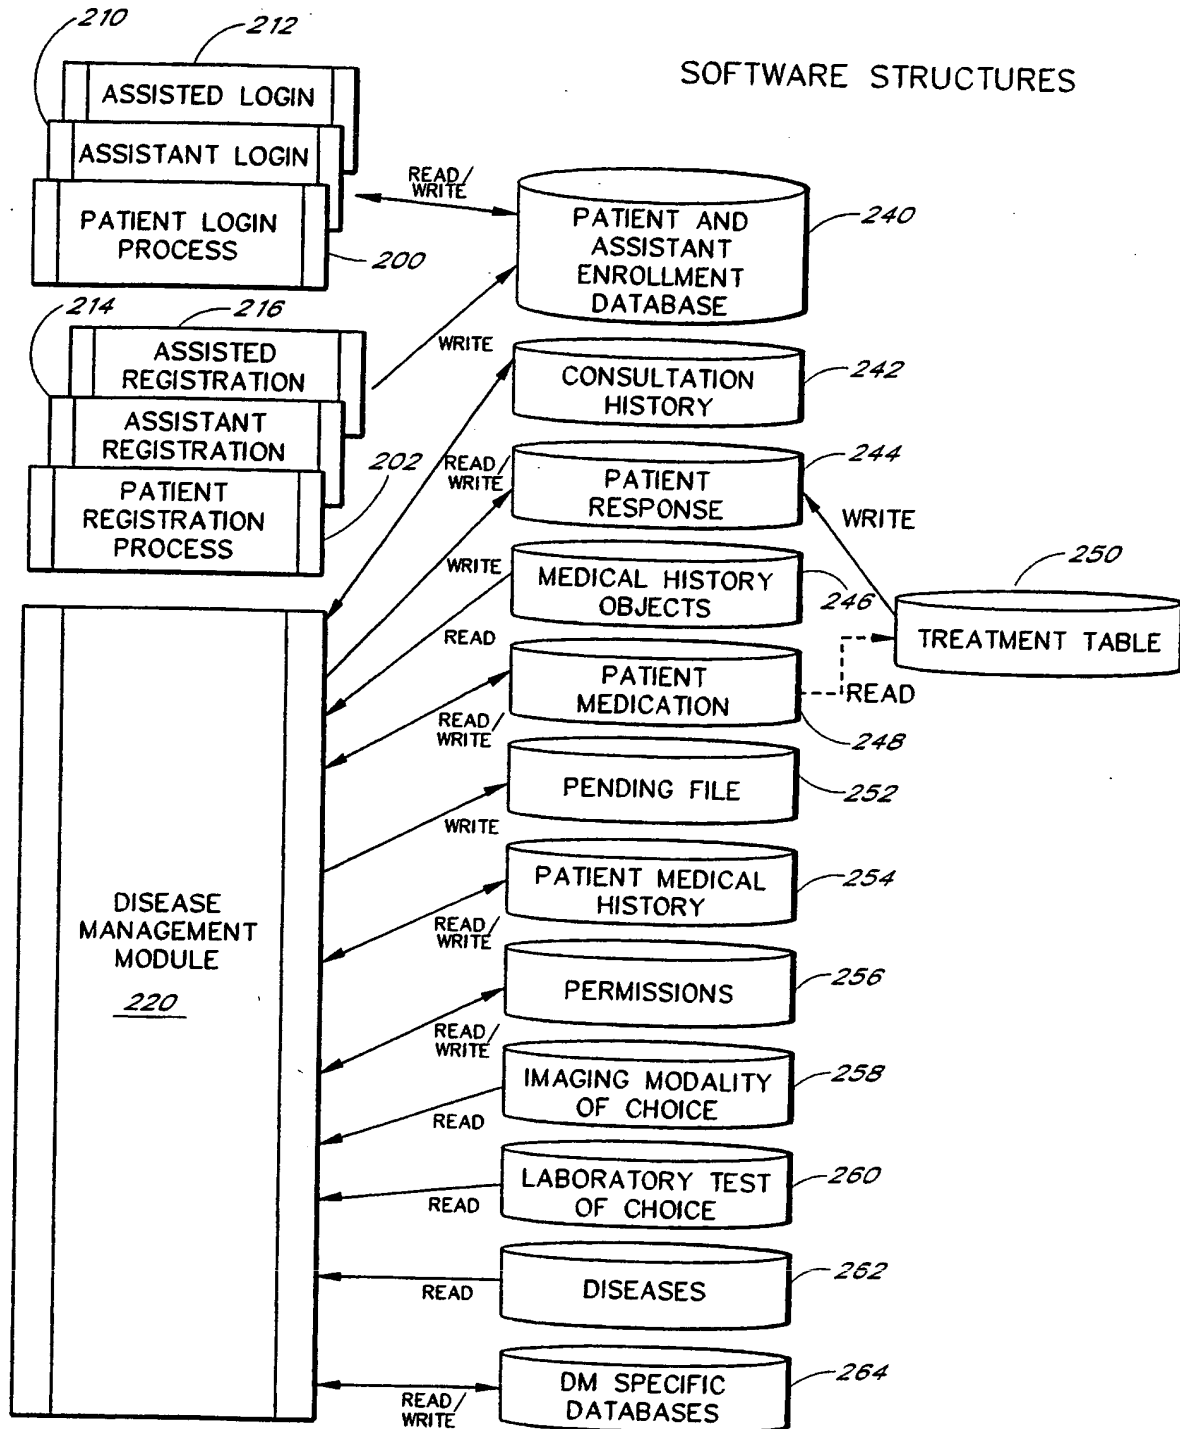 210
212
SOFTWARE STRUCTURES
ASSISTED LOGIN
ASSISTANT LOGIN
PATIENT LOGIN
PROCESS
200
READ/
WRITE
PATIENT AND
ASSISTANT
ENROLLMENT
DATABASE
240
214
216
ASSISTED
REGISTRATION
ASSISTANT
REGISTRATION
PATIENT
REGISTRATION
PROCESS
202
WRITE
CONSULTATION
HISTORY
242
READ/
WRITE
PATIENT
RESPONSE
244
WRITE
250
TREATMENT TABLE
WRITE
MEDICAL HISTORY
OBJECTS
246
READ
PATIENT
MEDICATION
READ
248
READ/
WRITE
PENDING FILE
252
WRITE
DISEASE
MANAGEMENT
MODULE
220
PATIENT MEDICAL
HISTORY
254
READ/
WRITE
PERMISSIONS
256
READ/
WRITE
IMAGING MODALITY
OF CHOICE
258
READ
LABORATORY TEST
OF CHOICE
260
READ
DISEASES
262
READ
DM SPECIFIC
DATABASES
264
READ/
WRITE